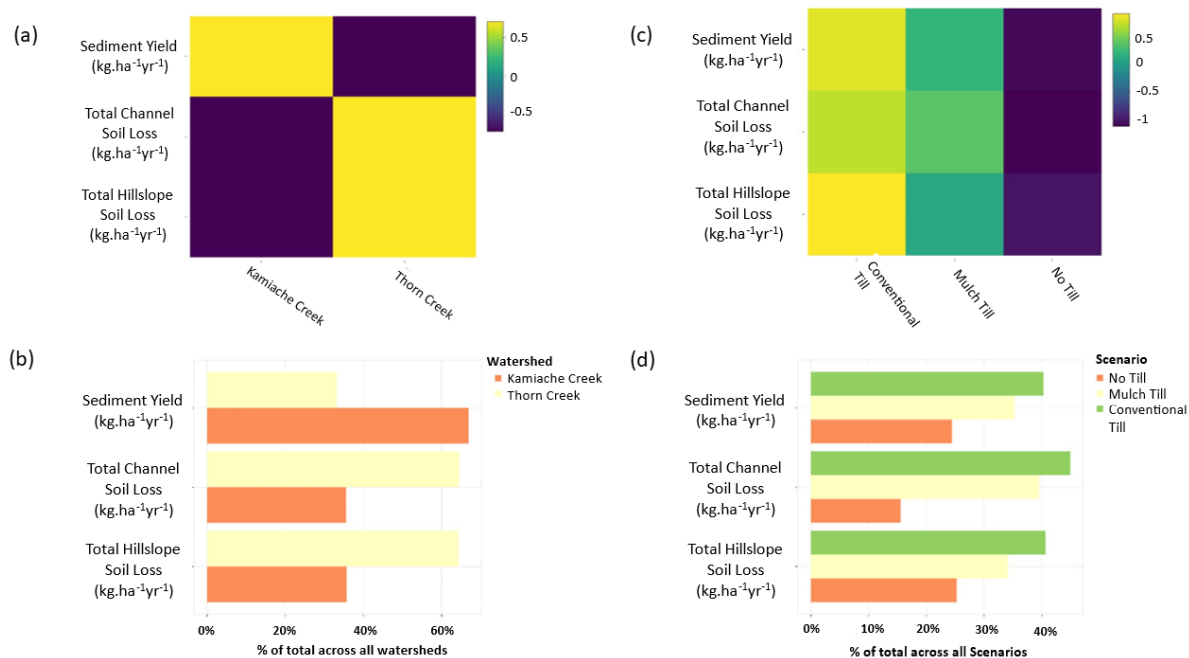 (a)
Sediment Yield
(kg.ha⁻¹yr⁻¹)
Total Channel
Soil Loss
(kg.ha⁻¹yr⁻¹)
Total Hillslope
Soil Loss
(kg.ha⁻¹yr⁻¹)
Kamiache Creek
Thorn Creek
0.5
0
-0.5
(c)
Sediment Yield
(kg.ha⁻¹yr⁻¹)
Total Channel
Soil Loss
(kg.ha⁻¹yr⁻¹)
Total Hillslope
Soil Loss
(kg.ha⁻¹yr⁻¹)
Conventional
Till
Mulch Till
No Till
0.5
0
-0.5
-1
(b)
Sediment Yield
(kg.ha⁻¹yr⁻¹)
Total Channel
Soil Loss
(kg.ha⁻¹yr⁻¹)
Total Hillslope
Soil Loss
(kg.ha⁻¹yr⁻¹)
0%
20%
40%
60%
% of total across all watersheds
Watershed
Kamiache Creek
Thorn Creek
(d)
Sediment Yield
(kg.ha⁻¹yr⁻¹)
Total Channel
Soil Loss
(kg.ha⁻¹yr⁻¹)
Total Hillslope
Soil Loss
(kg.ha⁻¹yr⁻¹)
0%
10%
20%
30%
40%
% of total across all Scenarios
Scenario
No Till
Mulch Till
Conventional
Till